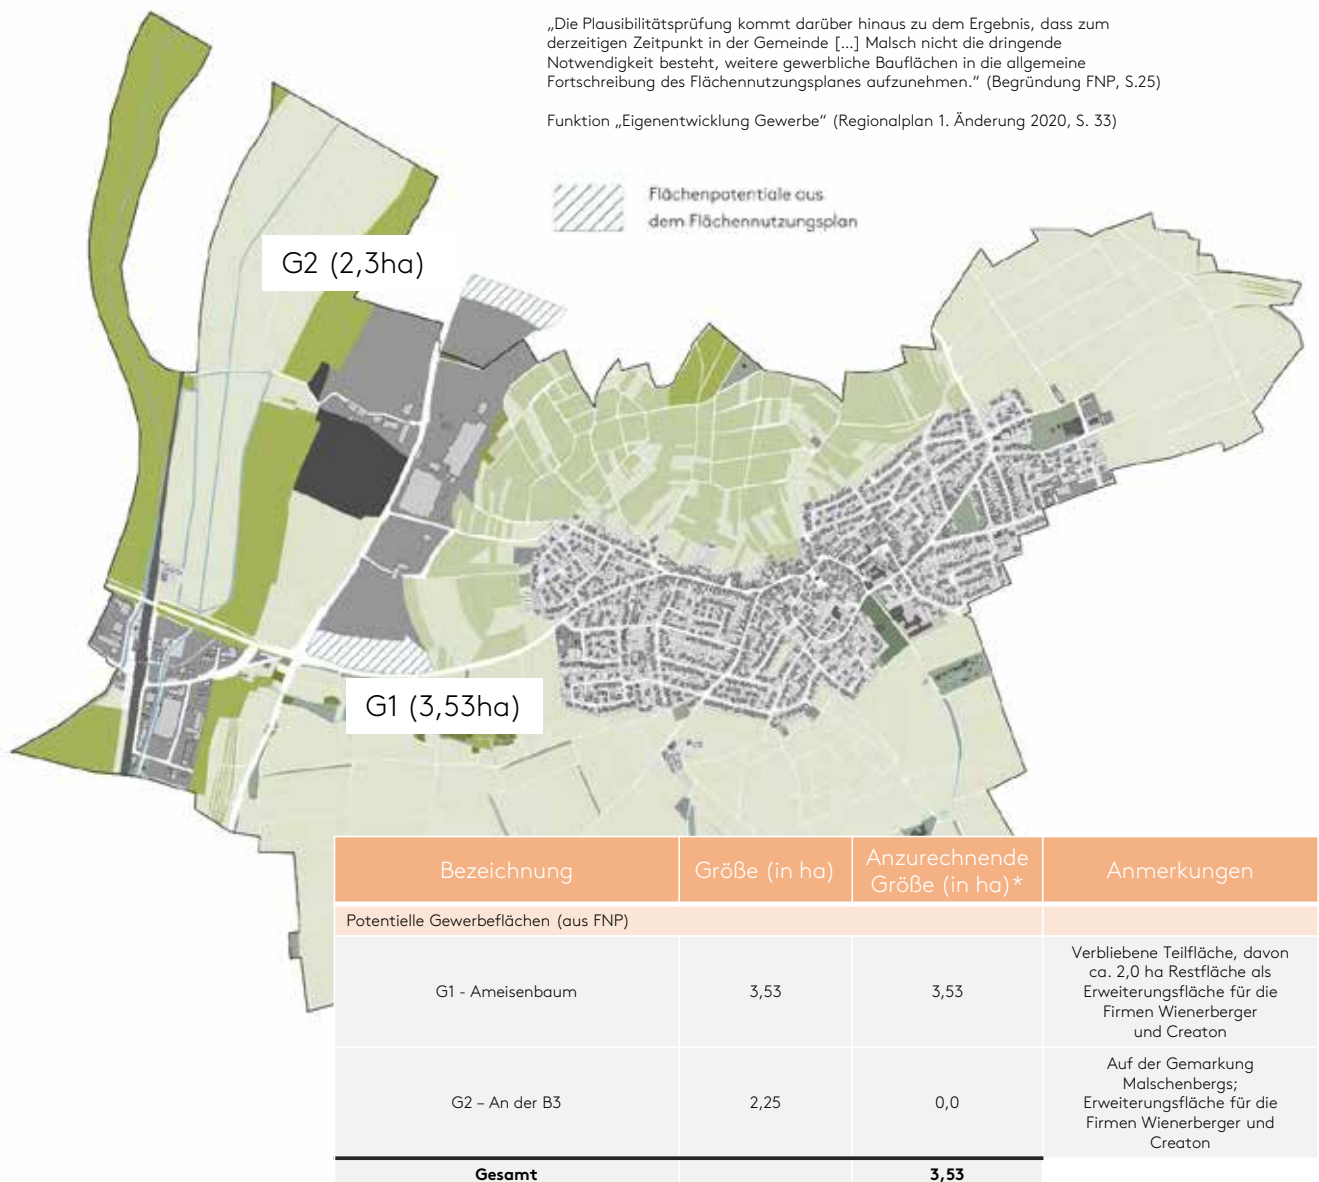 „Die Plausibilitätsprüfung kommt darüber hinaus zu dem Ergebnis, dass zum
derzeitigen Zeitpunkt in der Gemeinde [...] Malsch nicht die dringende
Notwendigkeit besteht, weitere gewerbliche Bauflächen in die allgemeine
Fortschreibung des Flächennutzungsplanes aufzunehmen.“ (Begründung FNP, S.25)
Funktion „Eigenentwicklung Gewerbe“ (Regionalplan 1. Änderung 2020, S. 33)
Flächenpotentiale aus
dem Flächennutzungsplan
G2 (2,3ha)
G1 (3,53ha)
Bezeichnung
Größe (in ha)
Anzurechnende
Größe (in ha)*
Anmerkungen
Potentielle Gewerbeflächen (aus FNP)
G1 - Ameisenbaum
3,53
3,53
Verbliebene Teilfläche, davon
ca. 2,0 ha Restfläche als
Erweiterungsfläche für die
Firmen Wienerberger
und Creaton
G2 – An der B3
2,25
0,0
Auf der Gemarkung
Malschenbergs;
Erweiterungsfläche für die
Firmen Wienerberger und
Creaton
Gesamt
3,53